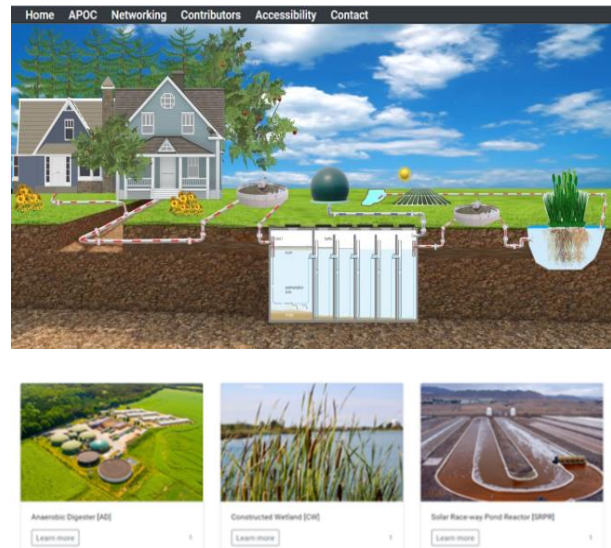 Home APOC Networking Contributors Accessibility Contact
Anaerobic Digester [AD]
Constructed Wetland [CW]
Solar Race-way Pond Reactor [SRPR]
Learn more
Learn more
Learn more